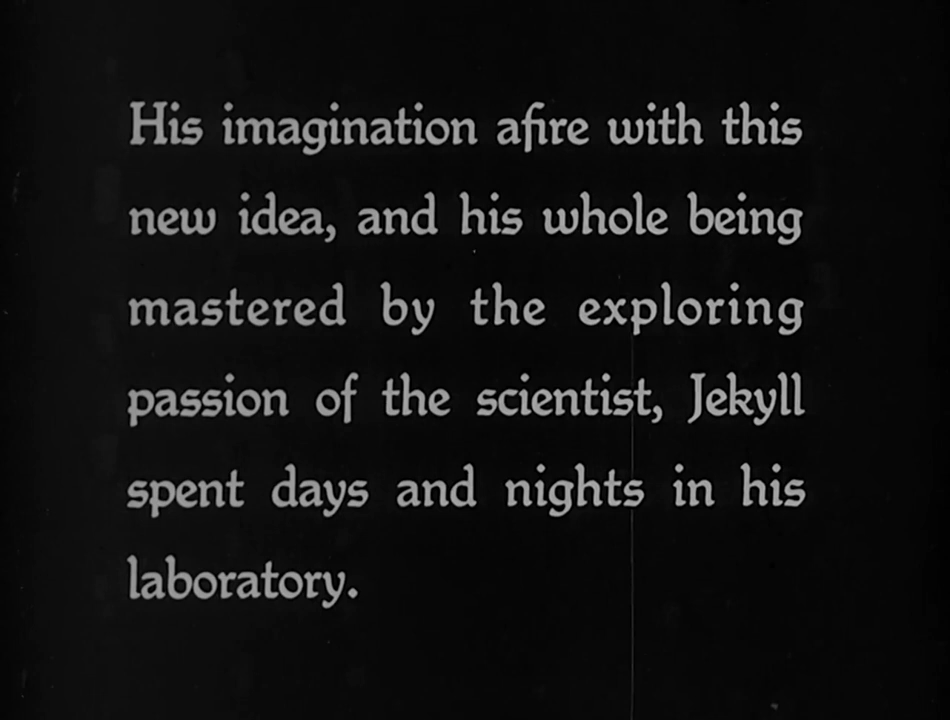 His imagination afire with this
new idea, and his whole being
mastered by the exploring
passion of the scientist, Jekyll
spent days and nights in his
laboratory.